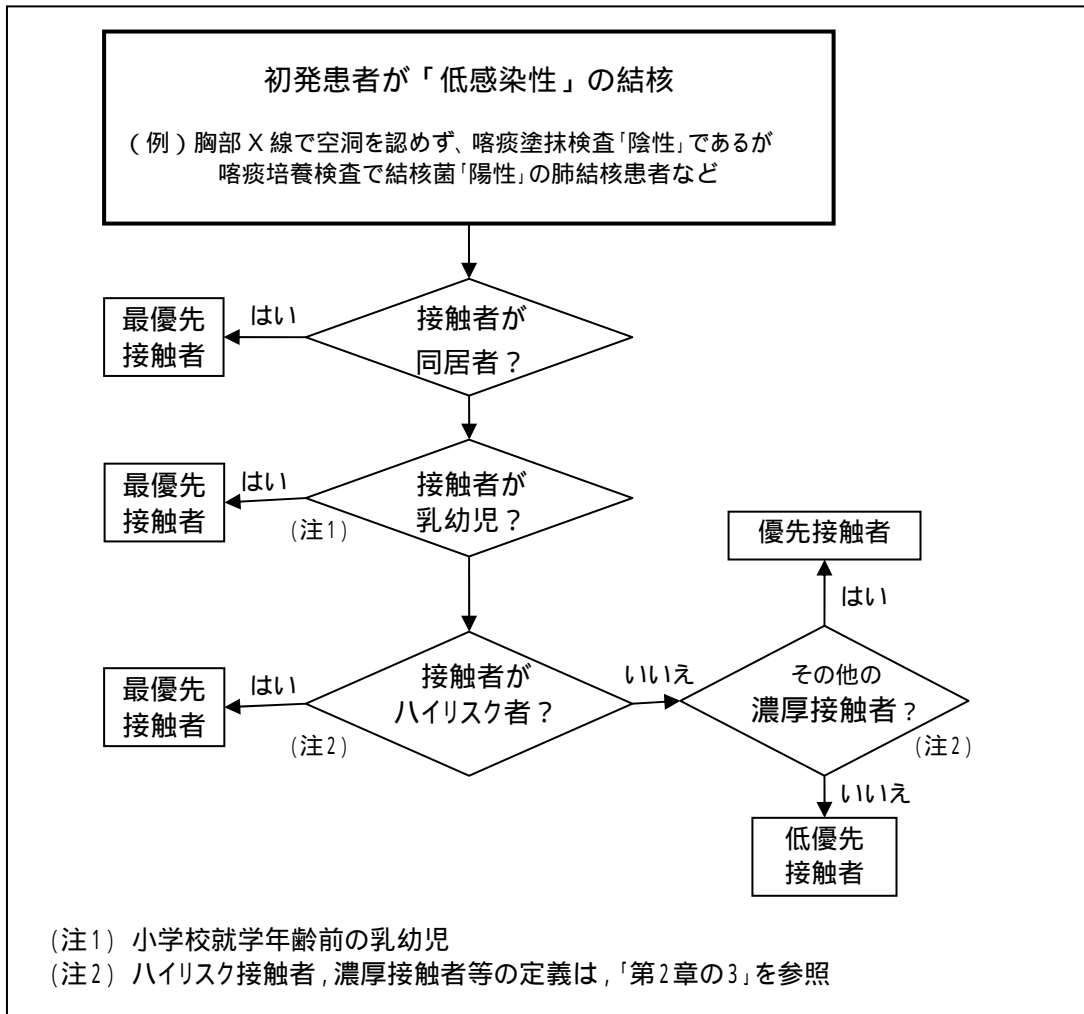 初発患者が「低感染性」の結核
(例)胸部X線で空洞を認めず、喀痰塗抹検査「陰性」であるが
喀痰培養検査で結核菌「陽性」の肺結核患者など
最優先
接触者
はい
接触者が
同居者?
最優先
接触者
はい
(注1)
接触者が
乳幼児?
優先接触者
はい
最優先
接触者
はい
(注2)
接触者が
ハイリスク者?
いいえ
その他の
濃厚接触者?
(注2)
いいえ
低優先
接触者
(注1) 小学校就学年齢前の乳幼児
(注2) ハイリスク接触者,濃厚接触者等の定義は,「第2章の3」を参照